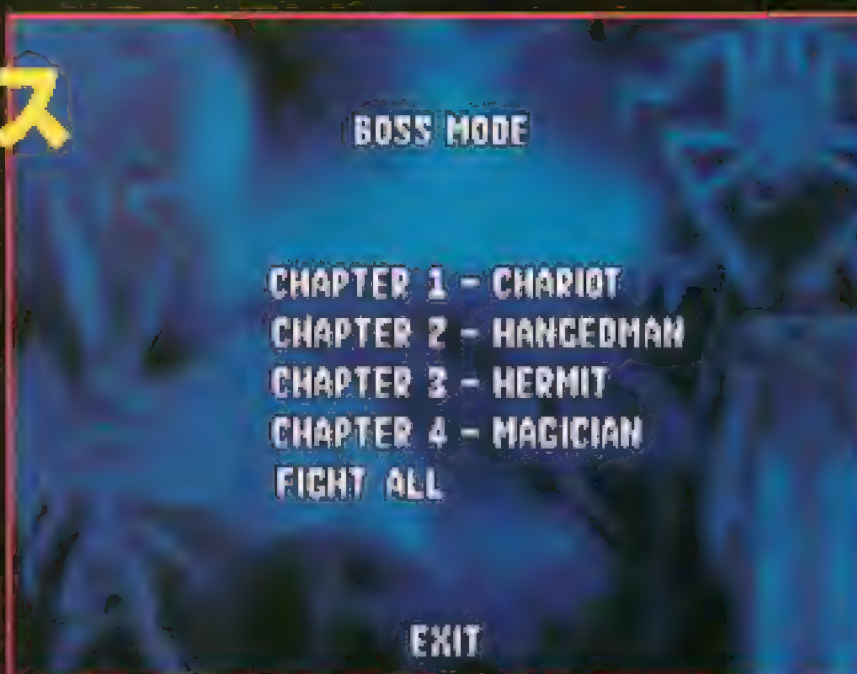 ス
BOSS MODE
CHAPTER 1 - CHARIOT
CHAPTER 2 - HANGEDMAN
CHAPTER 3 - HERMIT
CHAPTER 4 - MAGICIAN
FIGHT ALL
EXIT